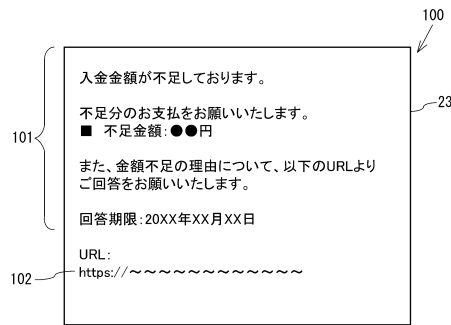 100
入金金額が不足しております。
23
不足分のお支払をお願いいたします。
■ 不足金額:●●円
101
また、金額不足の理由について、以下のURLより
ご回答をお願いいたします。
回答期限:20XX年XX月XX日
URL:
102
https://~~~~~~~~~~~~